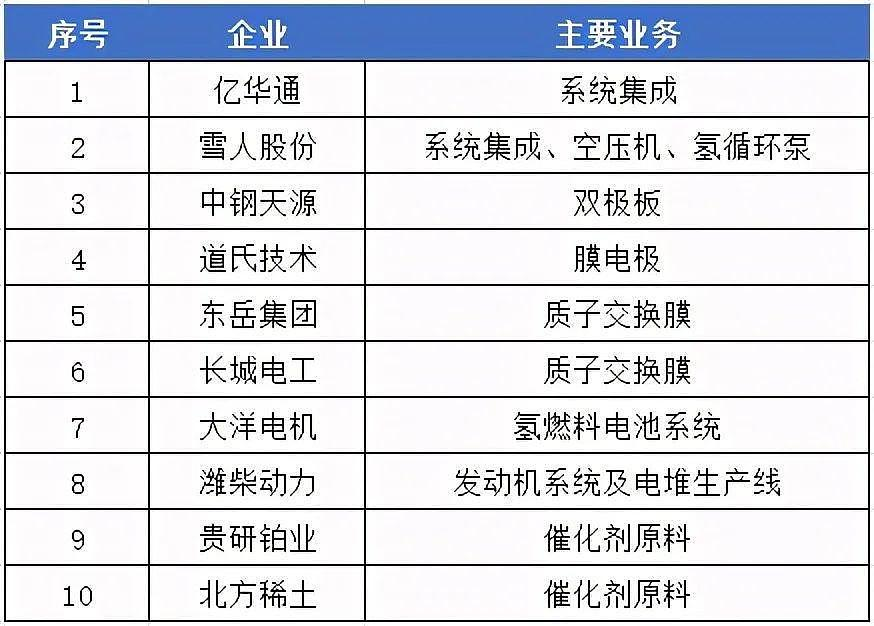 序号 企业 主要业务
1 亿华通 系统集成
2 雪人股份 系统集成、空压机、氢循环泵
3 中钢天源 双极板
4 道氏技术 膜电极
5 东岳集团 质子交换膜
6 长城电工 质子交换膜
7 大洋电机 氢燃料电池系统
8 潍柴动力 发动机系统及电堆生产线
9 贵研铂业 催化剂原料
10 北方稀土 催化剂原料